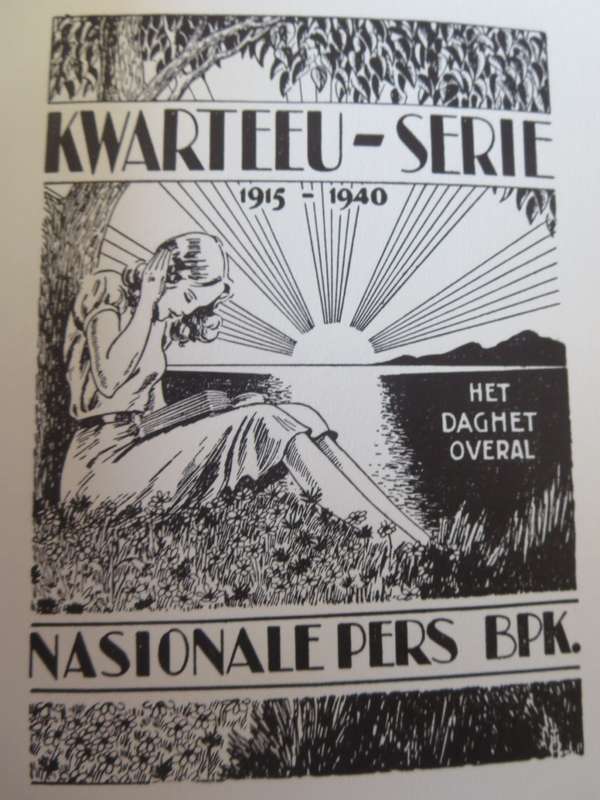 KWARTEEU - SERIE
1915 - 1940
HET
DAGHET
OVERAL
NASIONALE PERS BPK.